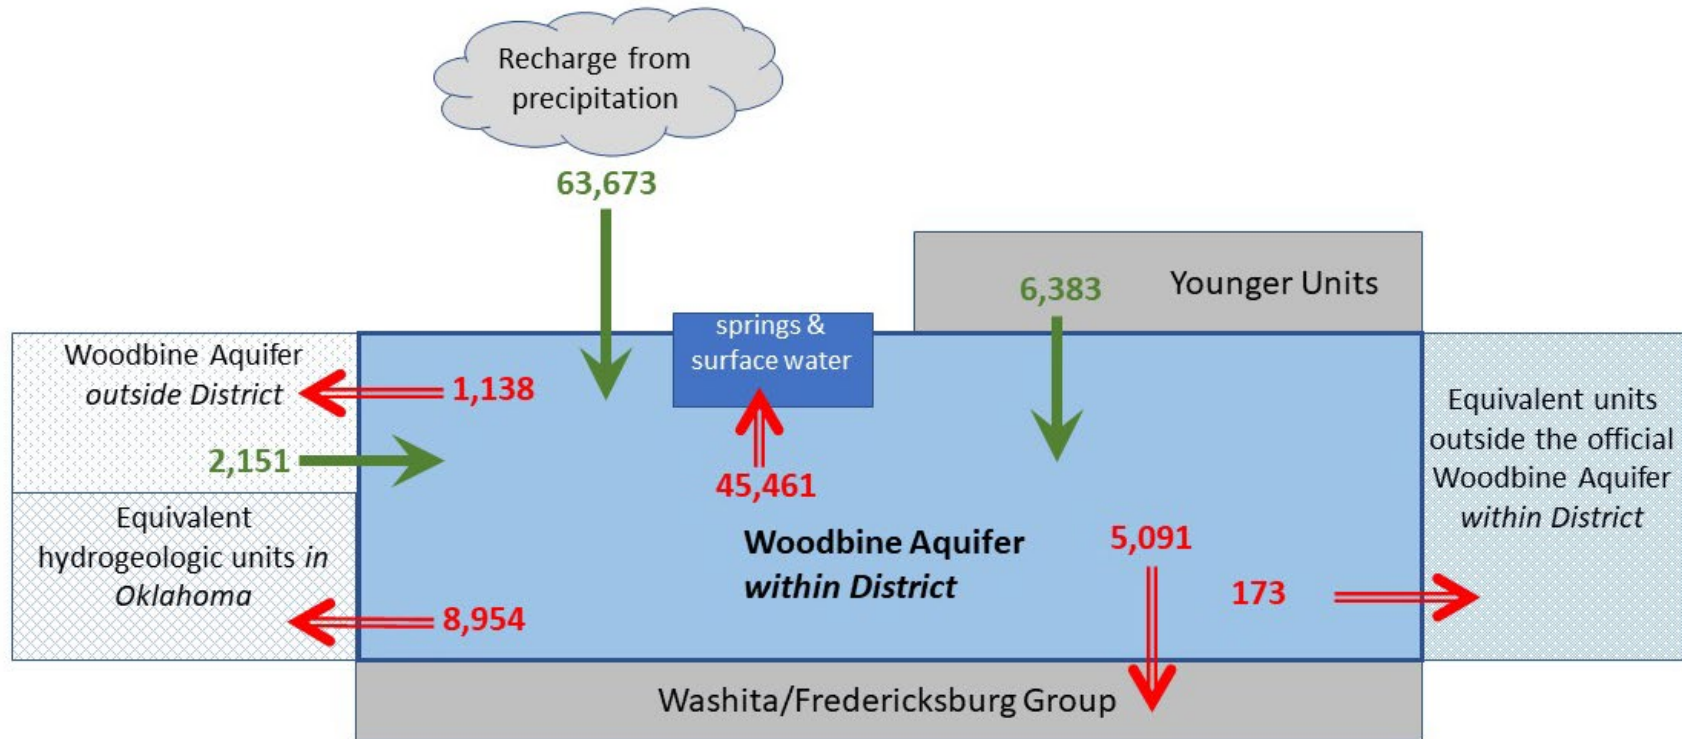 Recharge from
precipitation
63,673
6,383
Younger Units
springs &
surface water
Woodbine Aquifer
outside District
1,138
2,151
45,461
Equivalent units
outside the official
Woodbine Aquifer
within District
Equivalent
hydrogeologic units in
Oklahoma
8,954
Woodbine Aquifer
within District
5,091
173
Washita/Fredericksburg Group